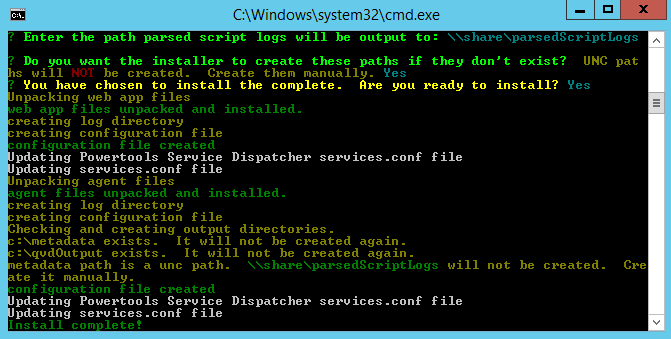 C:\Windows\system32\cmd.exe
? Enter the path parsed script logs will be output to: \\share\parsedScriptLogs
? Do you want the installer to create these paths if they don't exist?  UNC pat
hs will NOT be created.  Create them manually. Yes
? You have chosen to install the complete.  Are you ready to install? Yes
Unpacking web app files
web app files unpacked and installed.
creating log directory
creating configuration file
configuration file created
Updating Powertools Service Dispatcher services.conf file
Updating services.conf file
Unpacking agent files
agent files unpacked and installed.
creating log directory
creating configuration file
Checking and creating output directories.
c:\metadata exists.  It will not be created again.
c:\qvdOutput exists.  It will not be created again.
metadata path is a unc path.  \\share\parsedScriptLogs will not be created.  Cre
ate it manually.
configuration file created
Updating Powertools Service Dispatcher services.conf file
Updating services.conf file
Install complete!